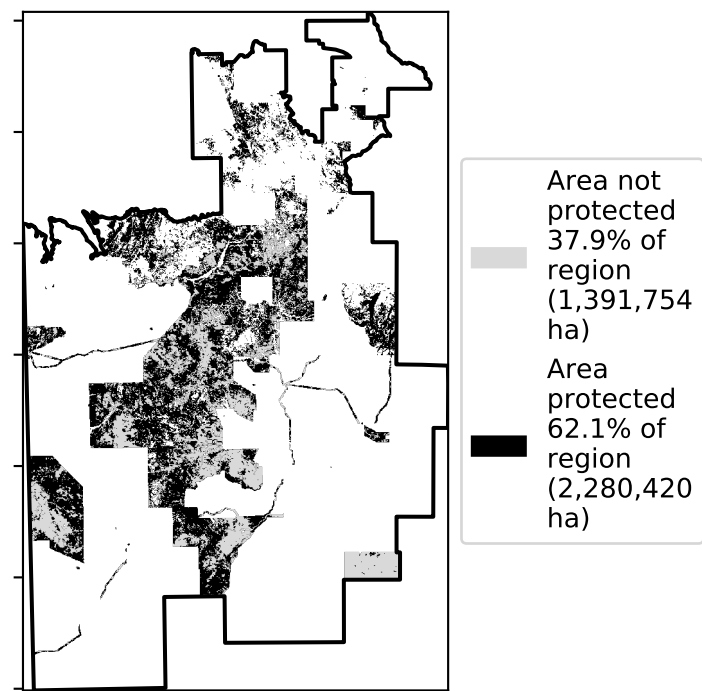 Area not
protected
37.9% of
region
(1,391,754
ha)
Area
protected
62.1% of
region
(2,280,420
ha)